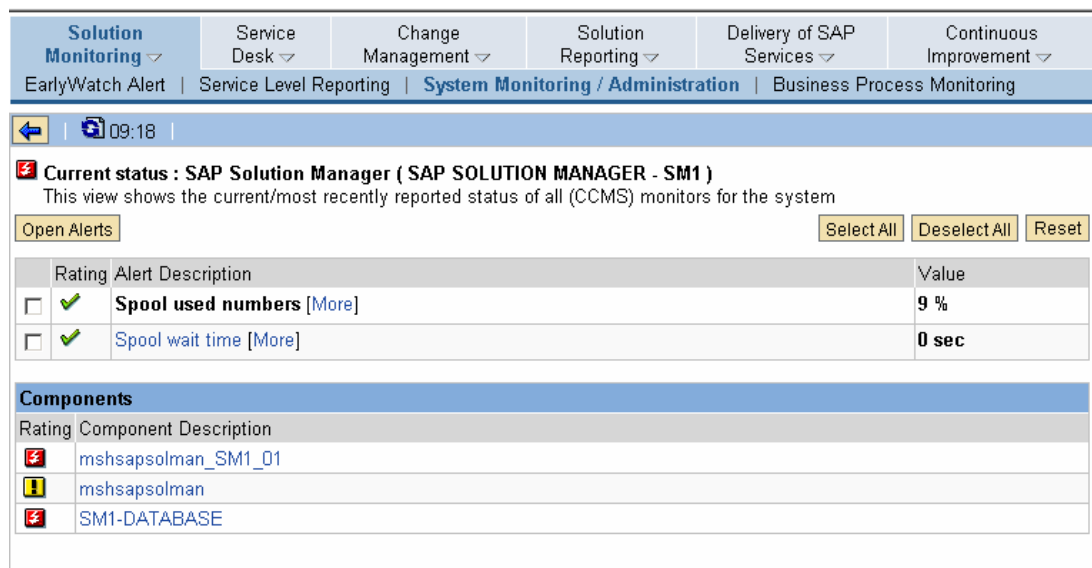 Solution Monitoring Service Desk Change Management Solution Reporting Delivery of SAP Services Continuous Improvement
EarlyWatch Alert | Service Level Reporting | System Monitoring / Administration | Business Process Monitoring
09:18
Current status : SAP Solution Manager ( SAP SOLUTION MANAGER - SM1 )
This view shows the current/most recently reported status of all (CCMS) monitors for the system
Open Alerts Select All Deselect All Reset
Rating Alert Description Value
Spool used numbers [More] 9 %
Spool wait time [More] 0 sec
Components
Rating Component Description
mshsapsolman_SM1_01
mshsapsolman
SM1-DATABASE